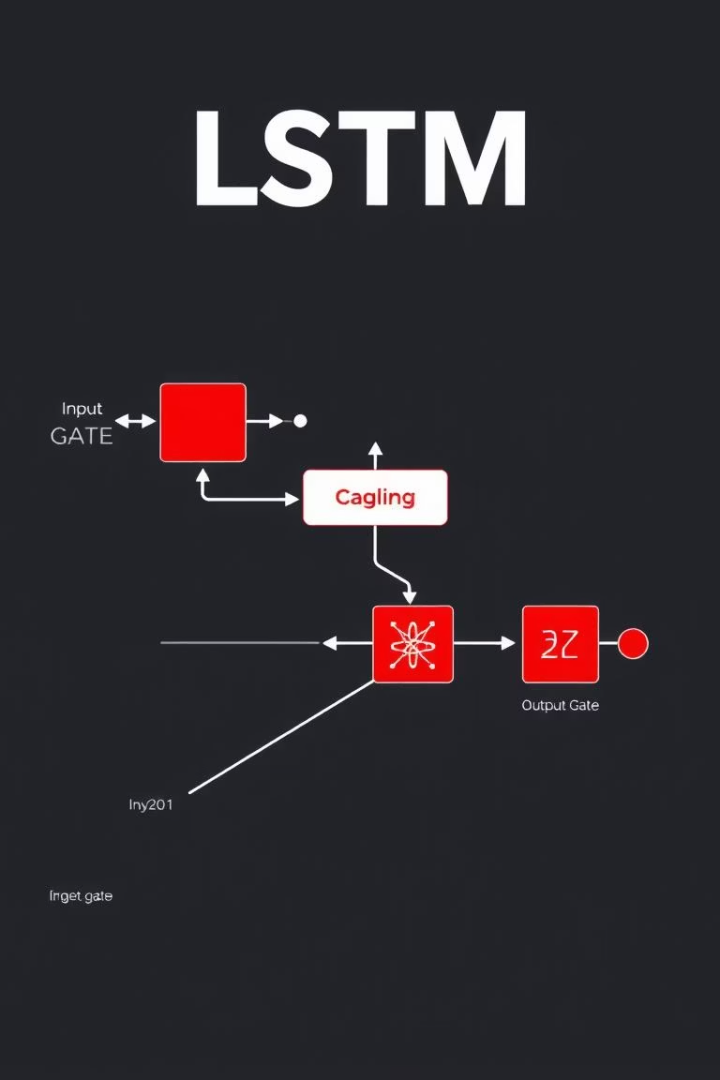 LSTM
Input
GATE
Cagling
2Z
Output Gate
Iny201
Inget gate